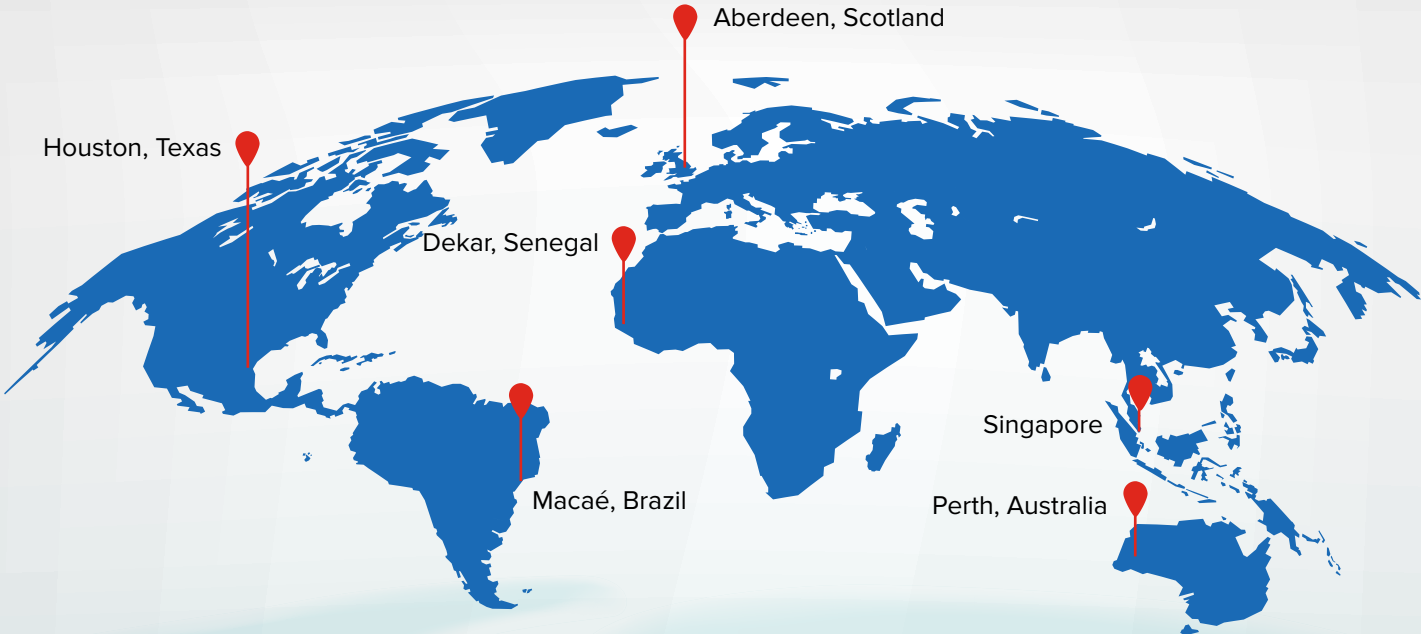 Aberdeen, Scotland
Houston, Texas
Dekar, Senegal
Singapore
Macaé, Brazil
Perth, Australia